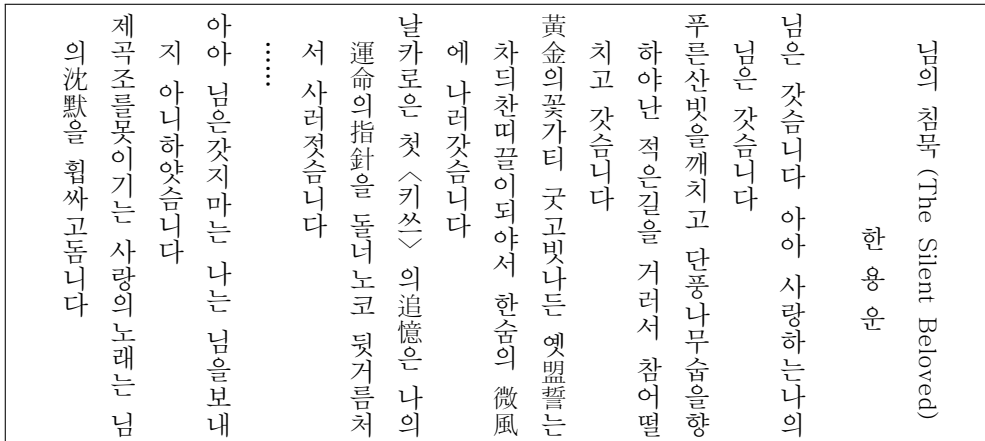 님의 침묵 (The Silent Beloved)
한 용 운
님은 갓슴니다 아아 사랑하는나의
님은 갓슴니다
푸른산빗을깨치고 단풍나무숩을향
하야난 적은길을 거러서 참어떨
치고 갓슴니다
黃金의꽃가티 굿고빗나든 옛盟誓는
차듸찬띠끌이되야서 한숨의 微風
에 나러갓슴니다
날카로은 첫 〈키쓰〉 의追憶은 나의
運命의指針을 돌너노코 뒷거름처
서 사러젓슴니다
……
아아 님은갓지마는 나는 님을보내
지 아니하얏슴니다
제곡조를못이기는 사랑의노래는 님
의沈默을 휩싸고돔니다